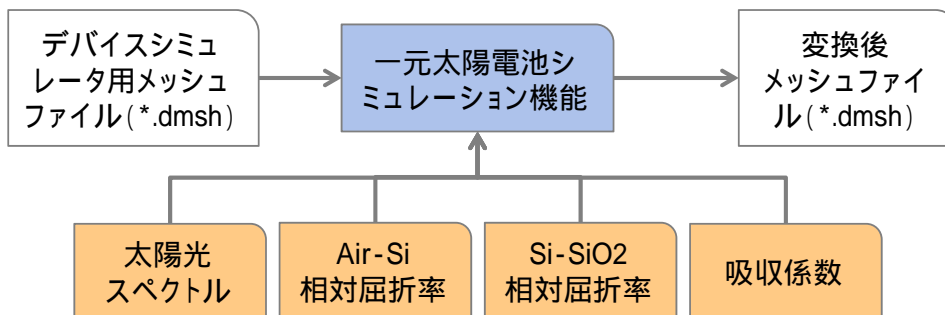 デバイスシミュ
レータ用メッシュ
ファイル(*.dmsh)
一元太陽電池シ
ミュレーション機能
変換後
メッシュファイ
ル(*.dmsh)
太陽光
スペクトル
Air-Si
相対屈折率
Si-SiO2
相対屈折率
吸収係数